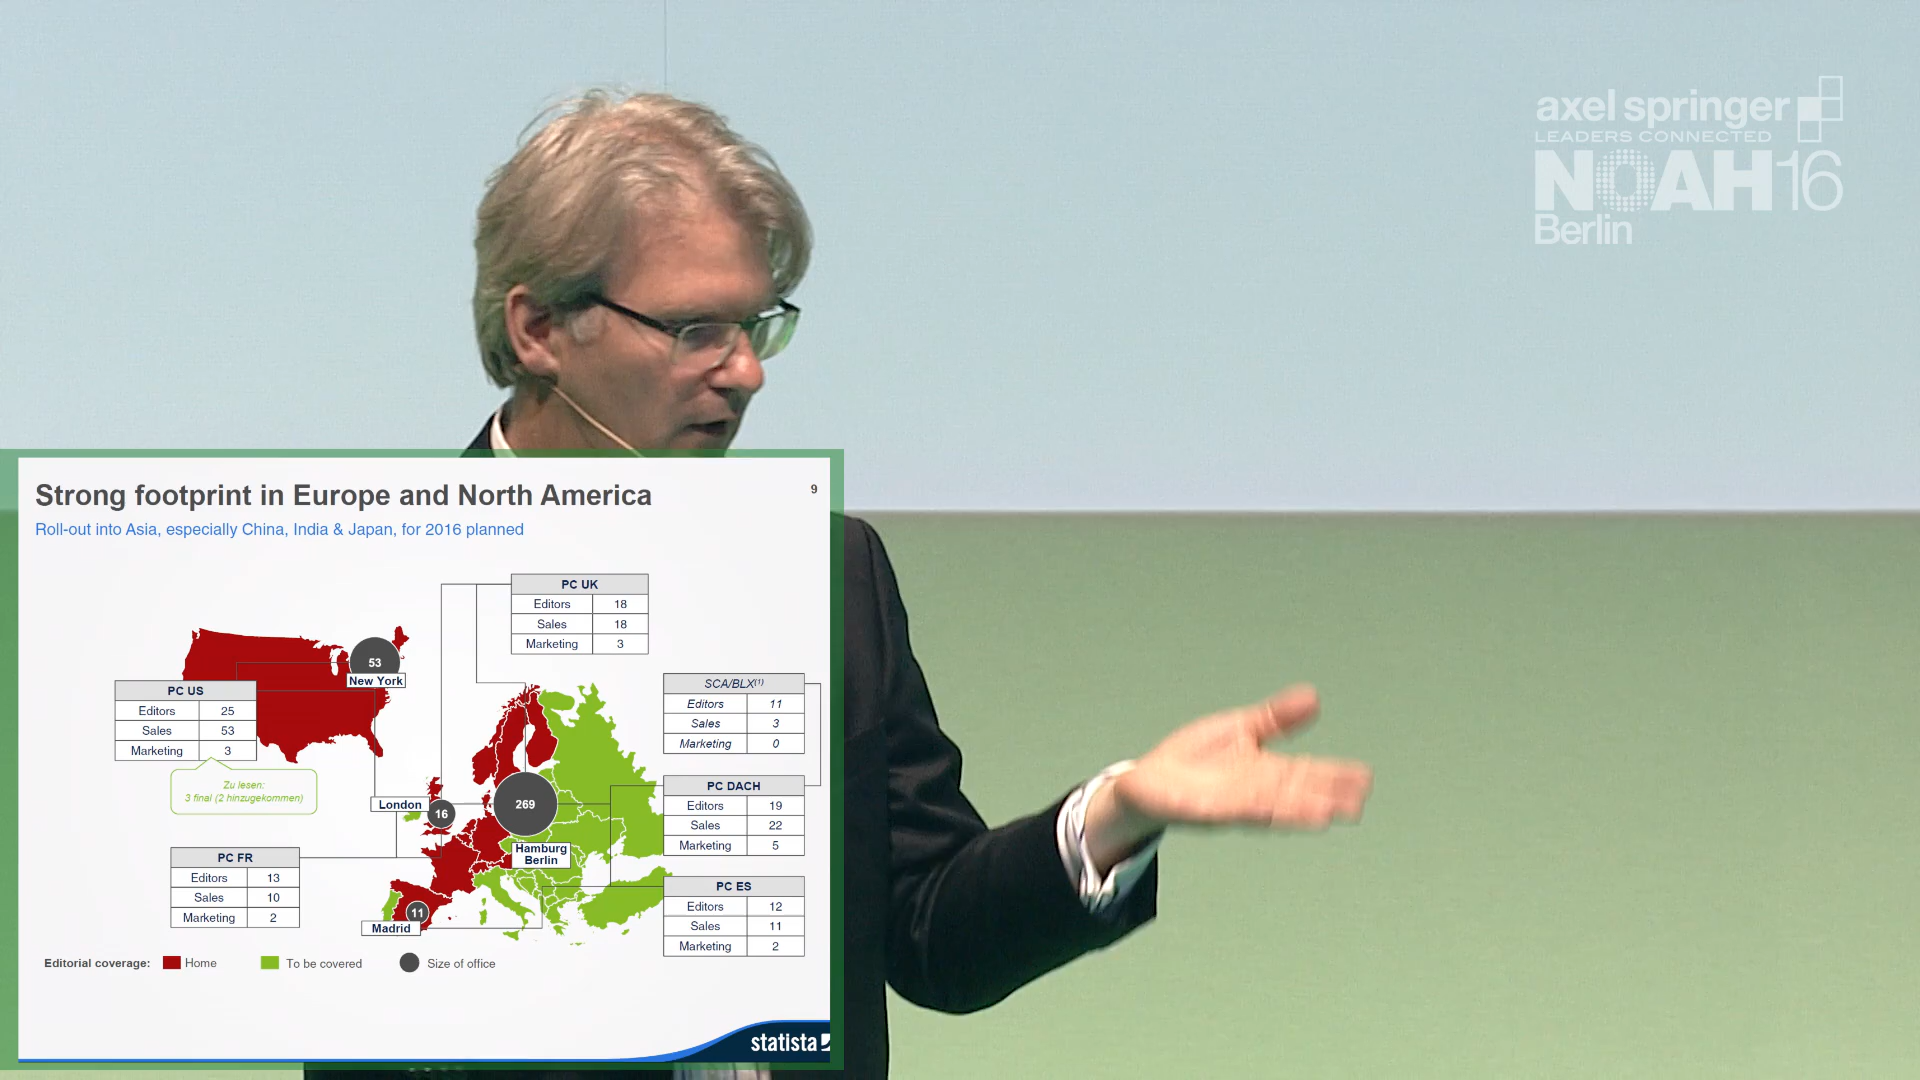 axel springer
LEADERS CONNECTED
NOAH16
Berlin
Strong footprint in Europe and North America
9
Roll-out into Asia, especially China, India & Japan, for 2016 planned
PC UK
Editors 18
Sales 18
Marketing 3
53
New York
PC US
Editors 25
Sales 53
Marketing 3
Zu lesen:
3 final (2 hinzugekommen)
SCA/BLX(1)
Editors 11
Sales 3
Marketing 0
London
16
269
Hamburg
Berlin
PC DACH
Editors 19
Sales 22
Marketing 5
PC FR
Editors 13
Sales 10
Marketing 2
11
Madrid
PC ES
Editors 12
Sales 11
Marketing 2
Editorial coverage: Home To be covered Size of office
statista